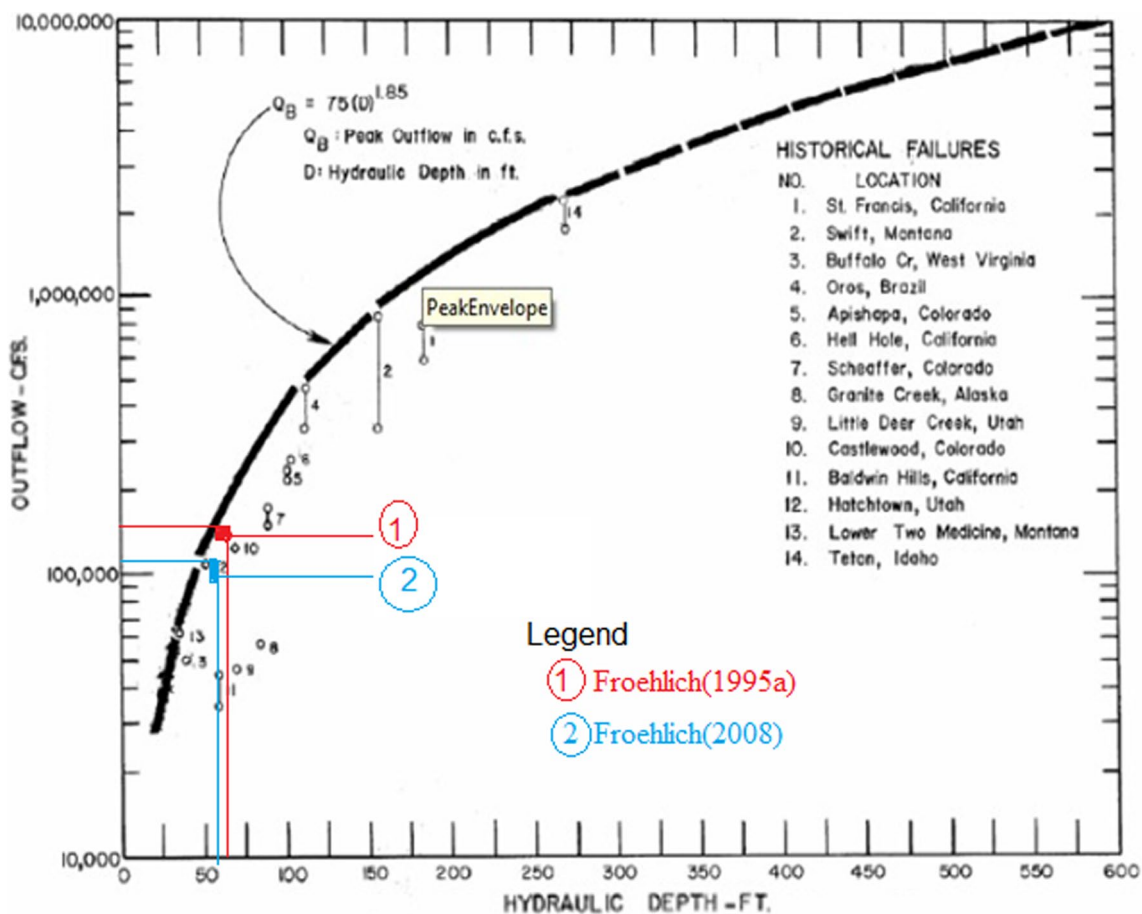 10,000,000
1,000,000
100,000
10,000
OUTFLOW-C.F.S.
Q_B = 75(D)^1.85
Q_B : Peak Outflow in c.f.s.
D: Hydraulic Depth in ft.
HISTORICAL FAILURES
NO. LOCATION
1. St. Francis, California
2. Swift, Montana
3. Buffalo Cr, West Virginia
4. Oros, Brazil
5. Apishapa, Colorado
6. Hell Hole, California
7. Scheaffer, Colorado
8. Granite Creek, Alaska
9. Little Deer Creek, Utah
10. Castlewood, Colorado
11. Baldwin Hills, California
12. Hatchtown, Utah
13. Lower Two Medicine, Montana
14. Teton, Idaho
14
PeakEnvelope
1
2
4
6
7
10
1
2
13
3
8
9
Legend
1 Froehlich(1995a)
2 Froehlich(2008)
0 50 100 150 200 250 300 350 400 450 500 550 600
HYDRAULIC DEPTH-FT.